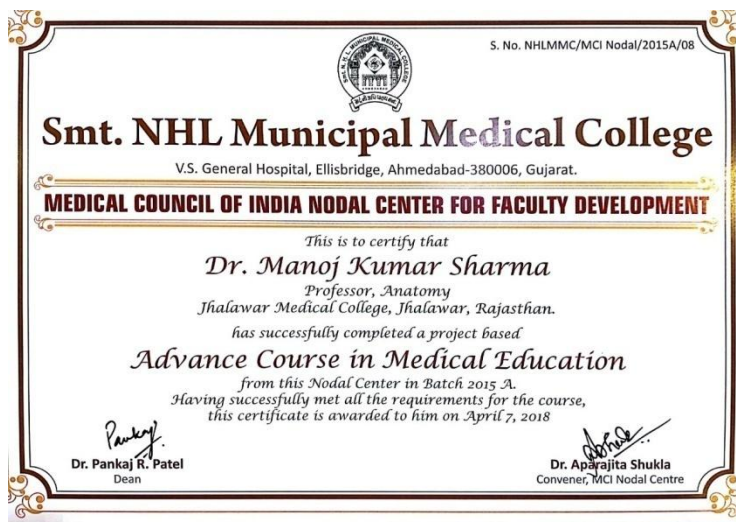 S. No. NHLMMC/MCI Nodal/2015A/08
Smt. NHL Municipal Medical College
V.S. General Hospital, Ellisbridge, Ahmedabad-380006, Gujarat.
MEDICAL COUNCIL OF INDIA NODAL CENTER FOR FACULTY DEVELOPMENT
This is to certify that
Dr. Manoj Kumar Sharma
Professor, Anatomy
Jhalawar Medical College, Jhalawar, Rajasthan.
has successfully completed a project based
Advance Course in Medical Education
from this Nodal Center in Batch 2015 A.
Having successfully met all the requirements for the course,
this certificate is awarded to him on April 7, 2018
Pankaj
Dr. Pankaj R. Patel
Dean
Dr. Aparajita Shukla
Convener, MCI Nodal Centre